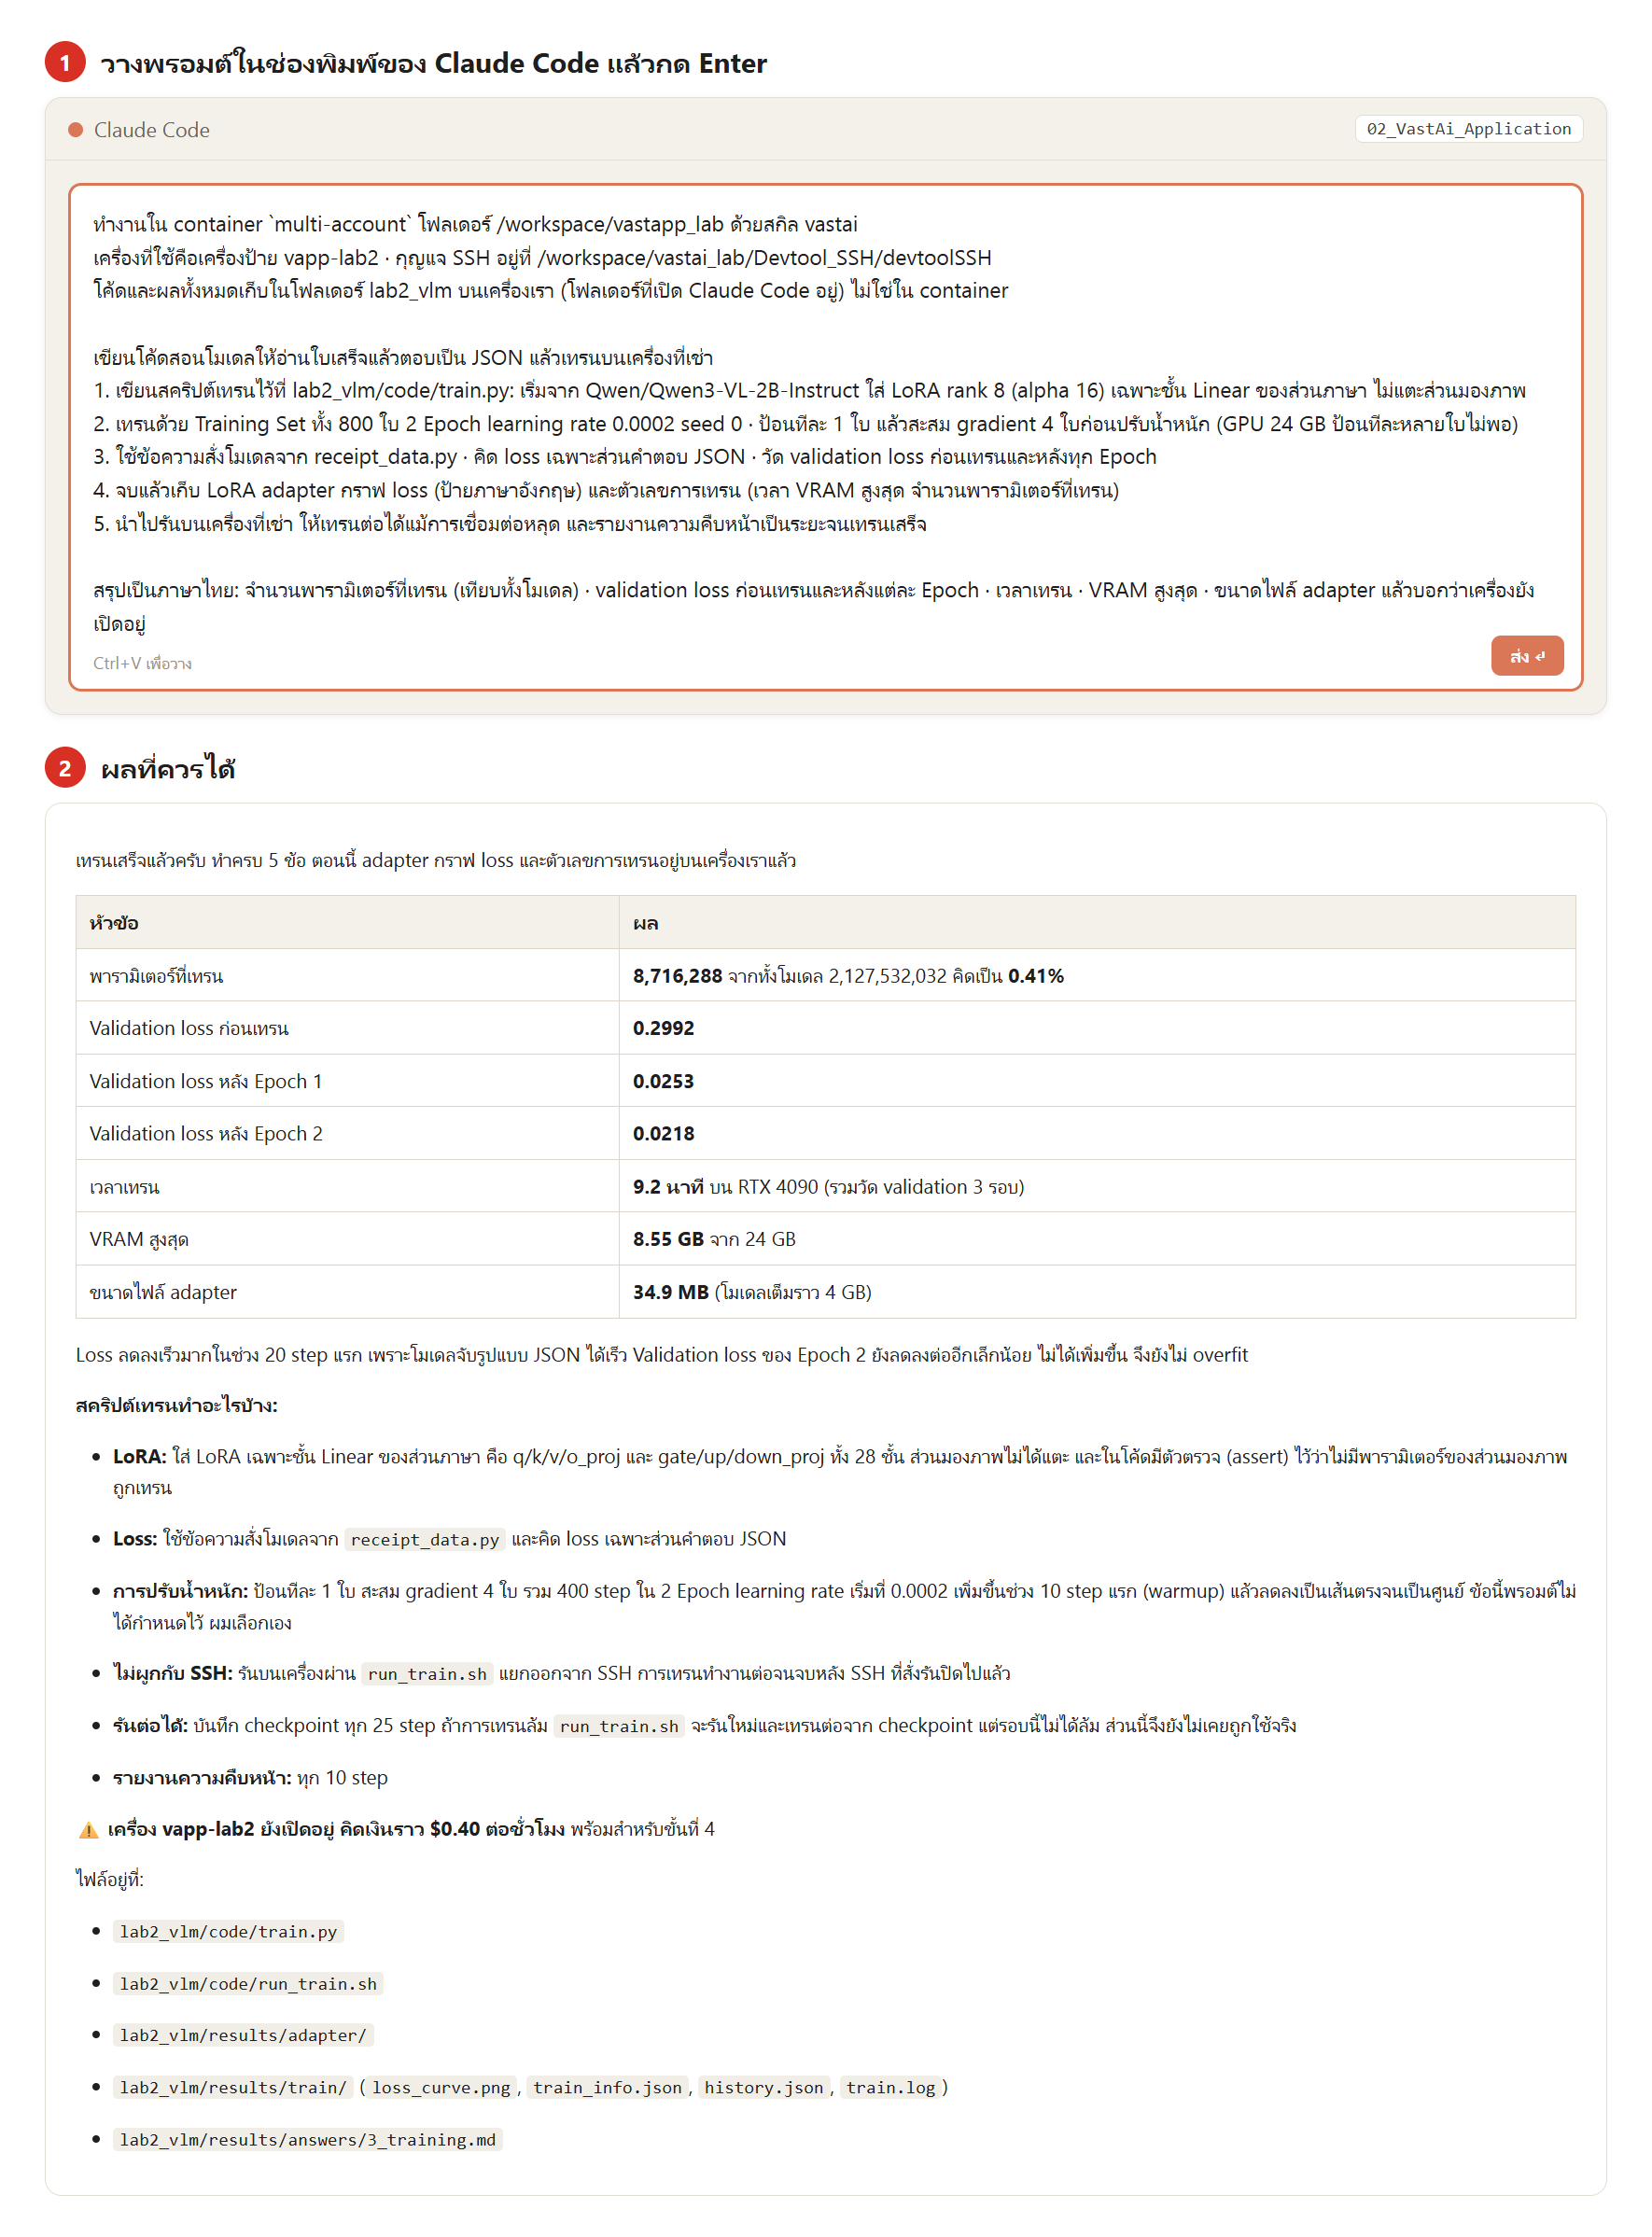 1 วางพรอมต์ในช่องพิมพ์ของ Claude Code แล้วกด Enter
Claude Code
02_VastAi_Application
ทำงานใน container `multi-account` โฟลเดอร์ /workspace/vastapp_lab ด้วยสกิล vastai
เครื่องที่ใช้คือเครื่องป้าย vapp-lab2 · กุญแจ SSH อยู่ที่ /workspace/vastai_lab/Devtool_SSH/devtoolSSH
โค้ดและผลทั้งหมดเก็บในโฟลเดอร์ lab2_vlm บนเครื่องเรา (โฟลเดอร์ที่เปิด Claude Code อยู่) ไม่ใช่ใน container
เขียนโค้ดสอนโมเดลให้อ่านใบเสร็จแล้วตอบเป็น JSON แล้วเทรนบนเครื่องที่เช่า
1. เขียนสคริปต์เทรนไว้ที่ lab2_vlm/code/train.py: เริ่มจาก Qwen/Qwen3-VL-2B-Instruct ใส่ LoRA rank 8 (alpha 16) เฉพาะชั้น Linear ของส่วนภาษา ไม่แตะส่วนมองภาพ
2. เทรนด้วย Training Set ทั้ง 800 ใบ 2 Epoch learning rate 0.0002 seed 0 · ป้อนทีละ 1 ใบ แล้วสะสม gradient 4 ใบก่อนปรับน้ำหนัก (GPU 24 GB ป้อนทีละหลายใบไม่พอ)
3. ใช้ข้อความสั่งโมเดลจาก receipt_data.py · คิด loss เฉพาะส่วนคำตอบ JSON · วัด validation loss ก่อนเทรนและหลังทุก Epoch
4. จบแล้วเก็บ LoRA adapter กราฟ loss (ป้ายภาษาอังกฤษ) และตัวเลขการเทรน (เวลา VRAM สูงสุด จำนวนพารามิเตอร์ที่เทรน)
5. นำไปรันบนเครื่องที่เช่า ให้เทรนต่อได้แม้การเชื่อมต่อหลุด และรายงานความคืบหน้าเป็นระยะจนเทรนเสร็จ
สรุปเป็นภาษาไทย: จำนวนพารามิเตอร์ที่เทรน (เทียบทั้งโมเดล) · validation loss ก่อนเทรนและหลังแต่ละ Epoch · เวลาเทรน · VRAM สูงสุด · ขนาดไฟล์ adapter แล้วบอกว่าเครื่องยัง
เปิดอยู่
Ctrl+V เพื่อวาง
ส่ง ⏎
2 ผลที่ควรได้
เทรนเสร็จแล้วครับ ทำครบ 5 ข้อ ตอนนี้ adapter กราฟ loss และตัวเลขการเทรนอยู่บนเครื่องเราแล้ว
หัวข้อ ผล
พารามิเตอร์ที่เทรน 8,716,288 จากทั้งโมเดล 2,127,532,032 คิดเป็น 0.41%
Validation loss ก่อนเทรน 0.2992
Validation loss หลัง Epoch 1 0.0253
Validation loss หลัง Epoch 2 0.0218
เวลาเทรน 9.2 นาที บน RTX 4090 (รวมวัด validation 3 รอบ)
VRAM สูงสุด 8.55 GB จาก 24 GB
ขนาดไฟล์ adapter 34.9 MB (โมเดลเต็มราว 4 GB)
Loss ลดลงเร็วมากในช่วง 20 step แรก เพราะโมเดลจับรูปแบบ JSON ได้เร็ว Validation loss ของ Epoch 2 ยังลดลงต่ออีกเล็กน้อย ไม่ได้เพิ่มขึ้น จึงยังไม่ overfit
สคริปต์เทรนทำอะไรบ้าง:
• LoRA: ใส่ LoRA เฉพาะชั้น Linear ของส่วนภาษา คือ q/k/v/o_proj และ gate/up/down_proj ทั้ง 28 ชั้น ส่วนมองภาพไม่ได้แตะ และในโค้ดมีตัวตรวจ (assert) ไว้ว่าไม่มีพารามิเตอร์ของส่วนมองภาพ
ถูกเทรน
• Loss: ใช้ข้อความสั่งโมเดลจาก receipt_data.py และคิด loss เฉพาะส่วนคำตอบ JSON
• การปรับน้ำหนัก: ป้อนทีละ 1 ใบ สะสม gradient 4 ใบ รวม 400 step ใน 2 Epoch learning rate เริ่มที่ 0.0002 เพิ่มขึ้นช่วง 10 step แรก (warmup) แล้วลดลงเป็นเส้นตรงจนเป็นศูนย์ ข้อนี้พรอมต์ไม่
ได้กำหนดไว้ ผมเลือกเอง
• ไม่ผูกกับ SSH: รันบนเครื่องผ่าน run_train.sh แยกออกจาก SSH การเทรนทำงานต่อจนจบหลัง SSH ที่สั่งรันปิดไปแล้ว
• รันต่อได้: บันทึก checkpoint ทุก 25 step ถ้าการเทรนล้ม run_train.sh จะรันใหม่และเทรนต่อจาก checkpoint แต่รอบนี้ไม่ได้ล้ม ส่วนนี้จึงยังไม่เคยถูกใช้จริง
• รายงานความคืบหน้า: ทุก 10 step
⚠️ เครื่อง vapp-lab2 ยังเปิดอยู่ คิดเงินราว $0.40 ต่อชั่วโมง พร้อมสำหรับขั้นที่ 4
ไฟล์อยู่ที่:
• lab2_vlm/code/train.py
• lab2_vlm/code/run_train.sh
• lab2_vlm/results/adapter/
• lab2_vlm/results/train/ (loss_curve.png, train_info.json, history.json, train.log)
• lab2_vlm/results/answers/3_training.md